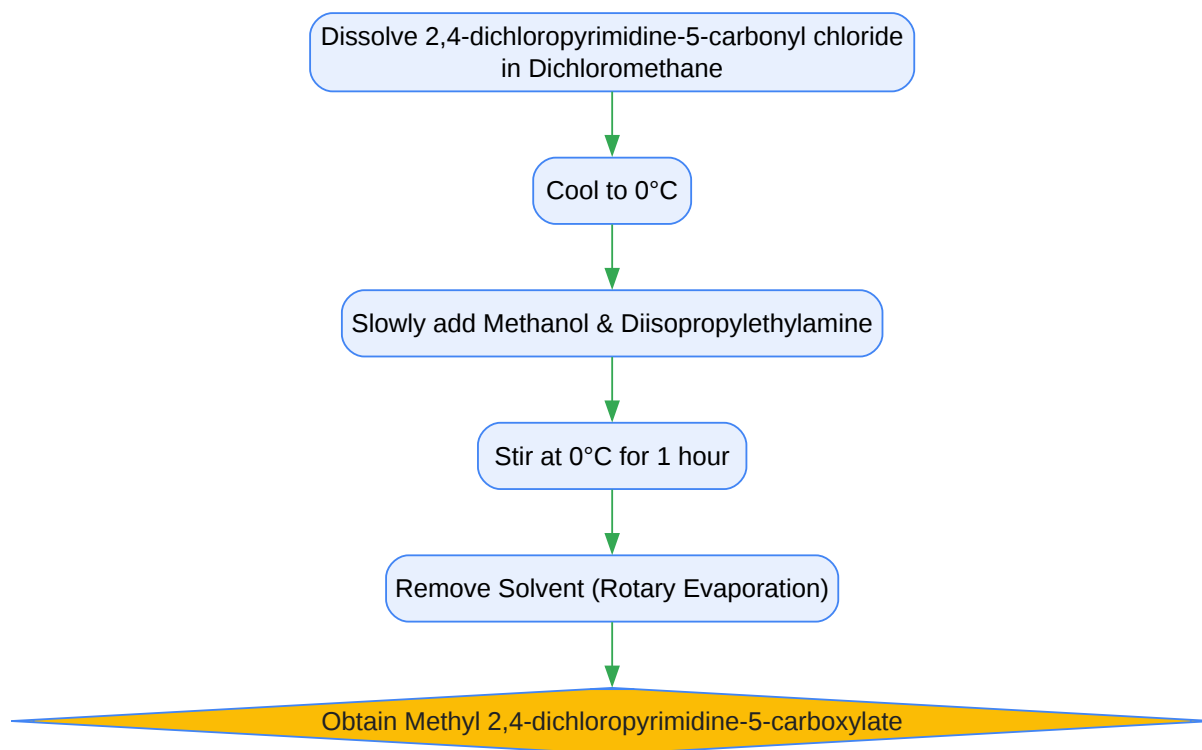 Dissolve 2,4-dichloropyrimidine-5-carbonyl chloride
in Dichloromethane
Cool to 0°C
Slowly add Methanol & Diisopropylethylamine
Stir at 0°C for 1 hour
Remove Solvent (Rotary Evaporation)
Obtain Methyl 2,4-dichloropyrimidine-5-carboxylate